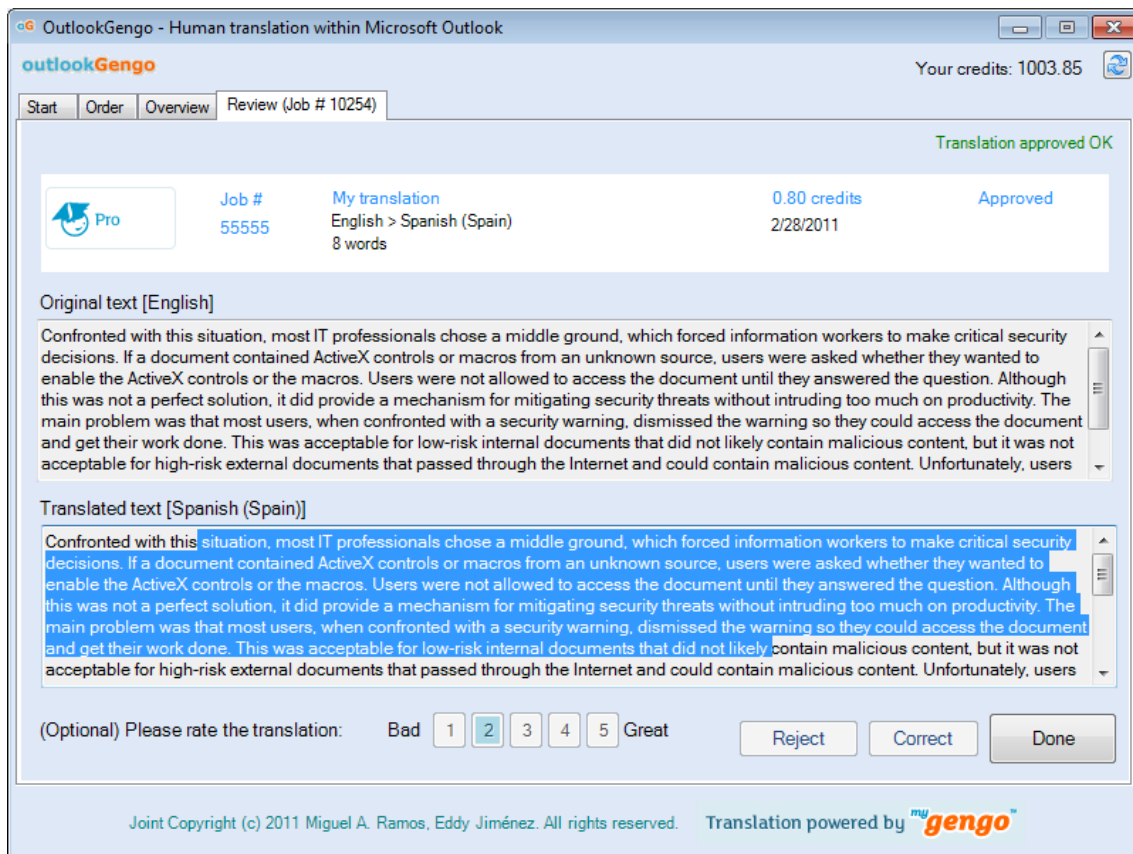 OutlookGengo - Human translation within Microsoft Outlook
outlookGengo
Your credits: 1003.85
Start Order Overview Review (Job # 10254)
Translation approved OK
Pro
Job #
55555
My translation
English > Spanish (Spain)
8 words
0.80 credits
2/28/2011
Approved
Original text [English]
Confronted with this situation, most IT professionals chose a middle ground, which forced information workers to make critical security
decisions. If a document contained ActiveX controls or macros from an unknown source, users were asked whether they wanted to
enable the ActiveX controls or the macros. Users were not allowed to access the document until they answered the question. Although
this was not a perfect solution, it did provide a mechanism for mitigating security threats without intruding too much on productivity. The
main problem was that most users, when confronted with a security warning, dismissed the warning so they could access the document
and get their work done. This was acceptable for low-risk internal documents that did not likely contain malicious content, but it was not
acceptable for high-risk external documents that passed through the Internet and could contain malicious content. Unfortunately, users
Translated text [Spanish (Spain)]
Confronted with this situation, most IT professionals chose a middle ground, which forced information workers to make critical security
decisions. If a document contained ActiveX controls or macros from an unknown source, users were asked whether they wanted to
enable the ActiveX controls or the macros. Users were not allowed to access the document until they answered the question. Although
this was not a perfect solution, it did provide a mechanism for mitigating security threats without intruding too much on productivity. The
main problem was that most users, when confronted with a security warning, dismissed the warning so they could access the document
and get their work done. This was acceptable for low-risk internal documents that did not likely contain malicious content, but it was not
acceptable for high-risk external documents that passed through the Internet and could contain malicious content. Unfortunately, users
(Optional) Please rate the translation: Bad 1 2 3 4 5 Great
Reject Correct Done
Joint Copyright (c) 2011 Miguel A. Ramos, Eddy Jiménez. All rights reserved. Translation powered by mygengo™